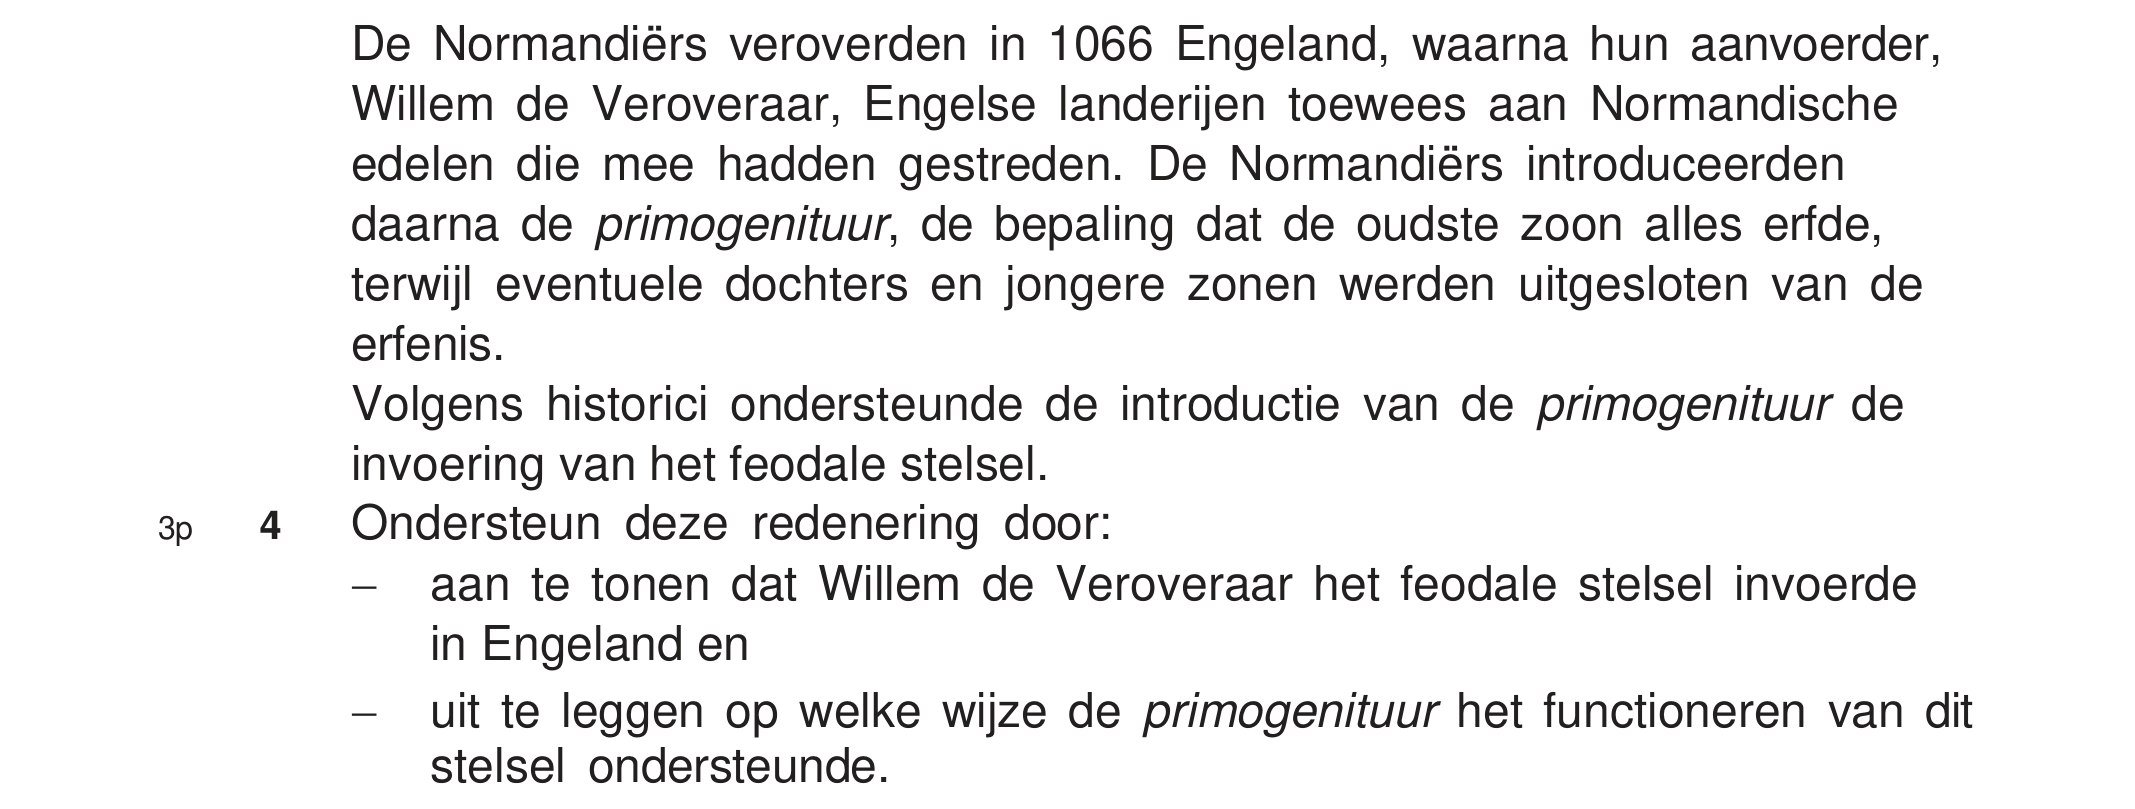 De Normandiërs veroverden in 1066 Engeland, waarna hun aanvoerder,
Willem de Veroveraar, Engelse landerijen toewees aan Normandische
edelen die mee hadden gestreden. De Normandiërs introduceerden
daarna de primogenituur, de bepaling dat de oudste zoon alles erfde,
terwijl eventuele dochters en jongere zonen werden uitgesloten van de
erfenis.
Volgens historici ondersteunde de introductie van de primogenituur de
invoering van het feodale stelsel.
3p 4 Ondersteun deze redenering door:
– aan te tonen dat Willem de Veroveraar het feodale stelsel invoerde
in Engeland en
– uit te leggen op welke wijze de primogenituur het functioneren van dit
stelsel ondersteunde.